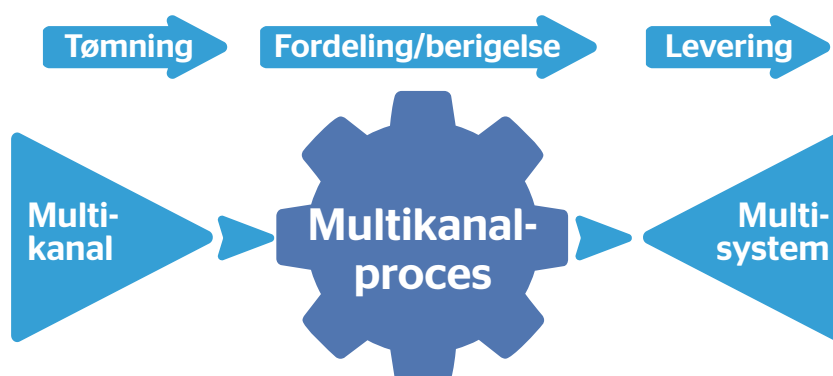 Tømning
Fordeling/berigelse
Levering
Multi-
kanal
Multikanal-
proces
Multi-
system